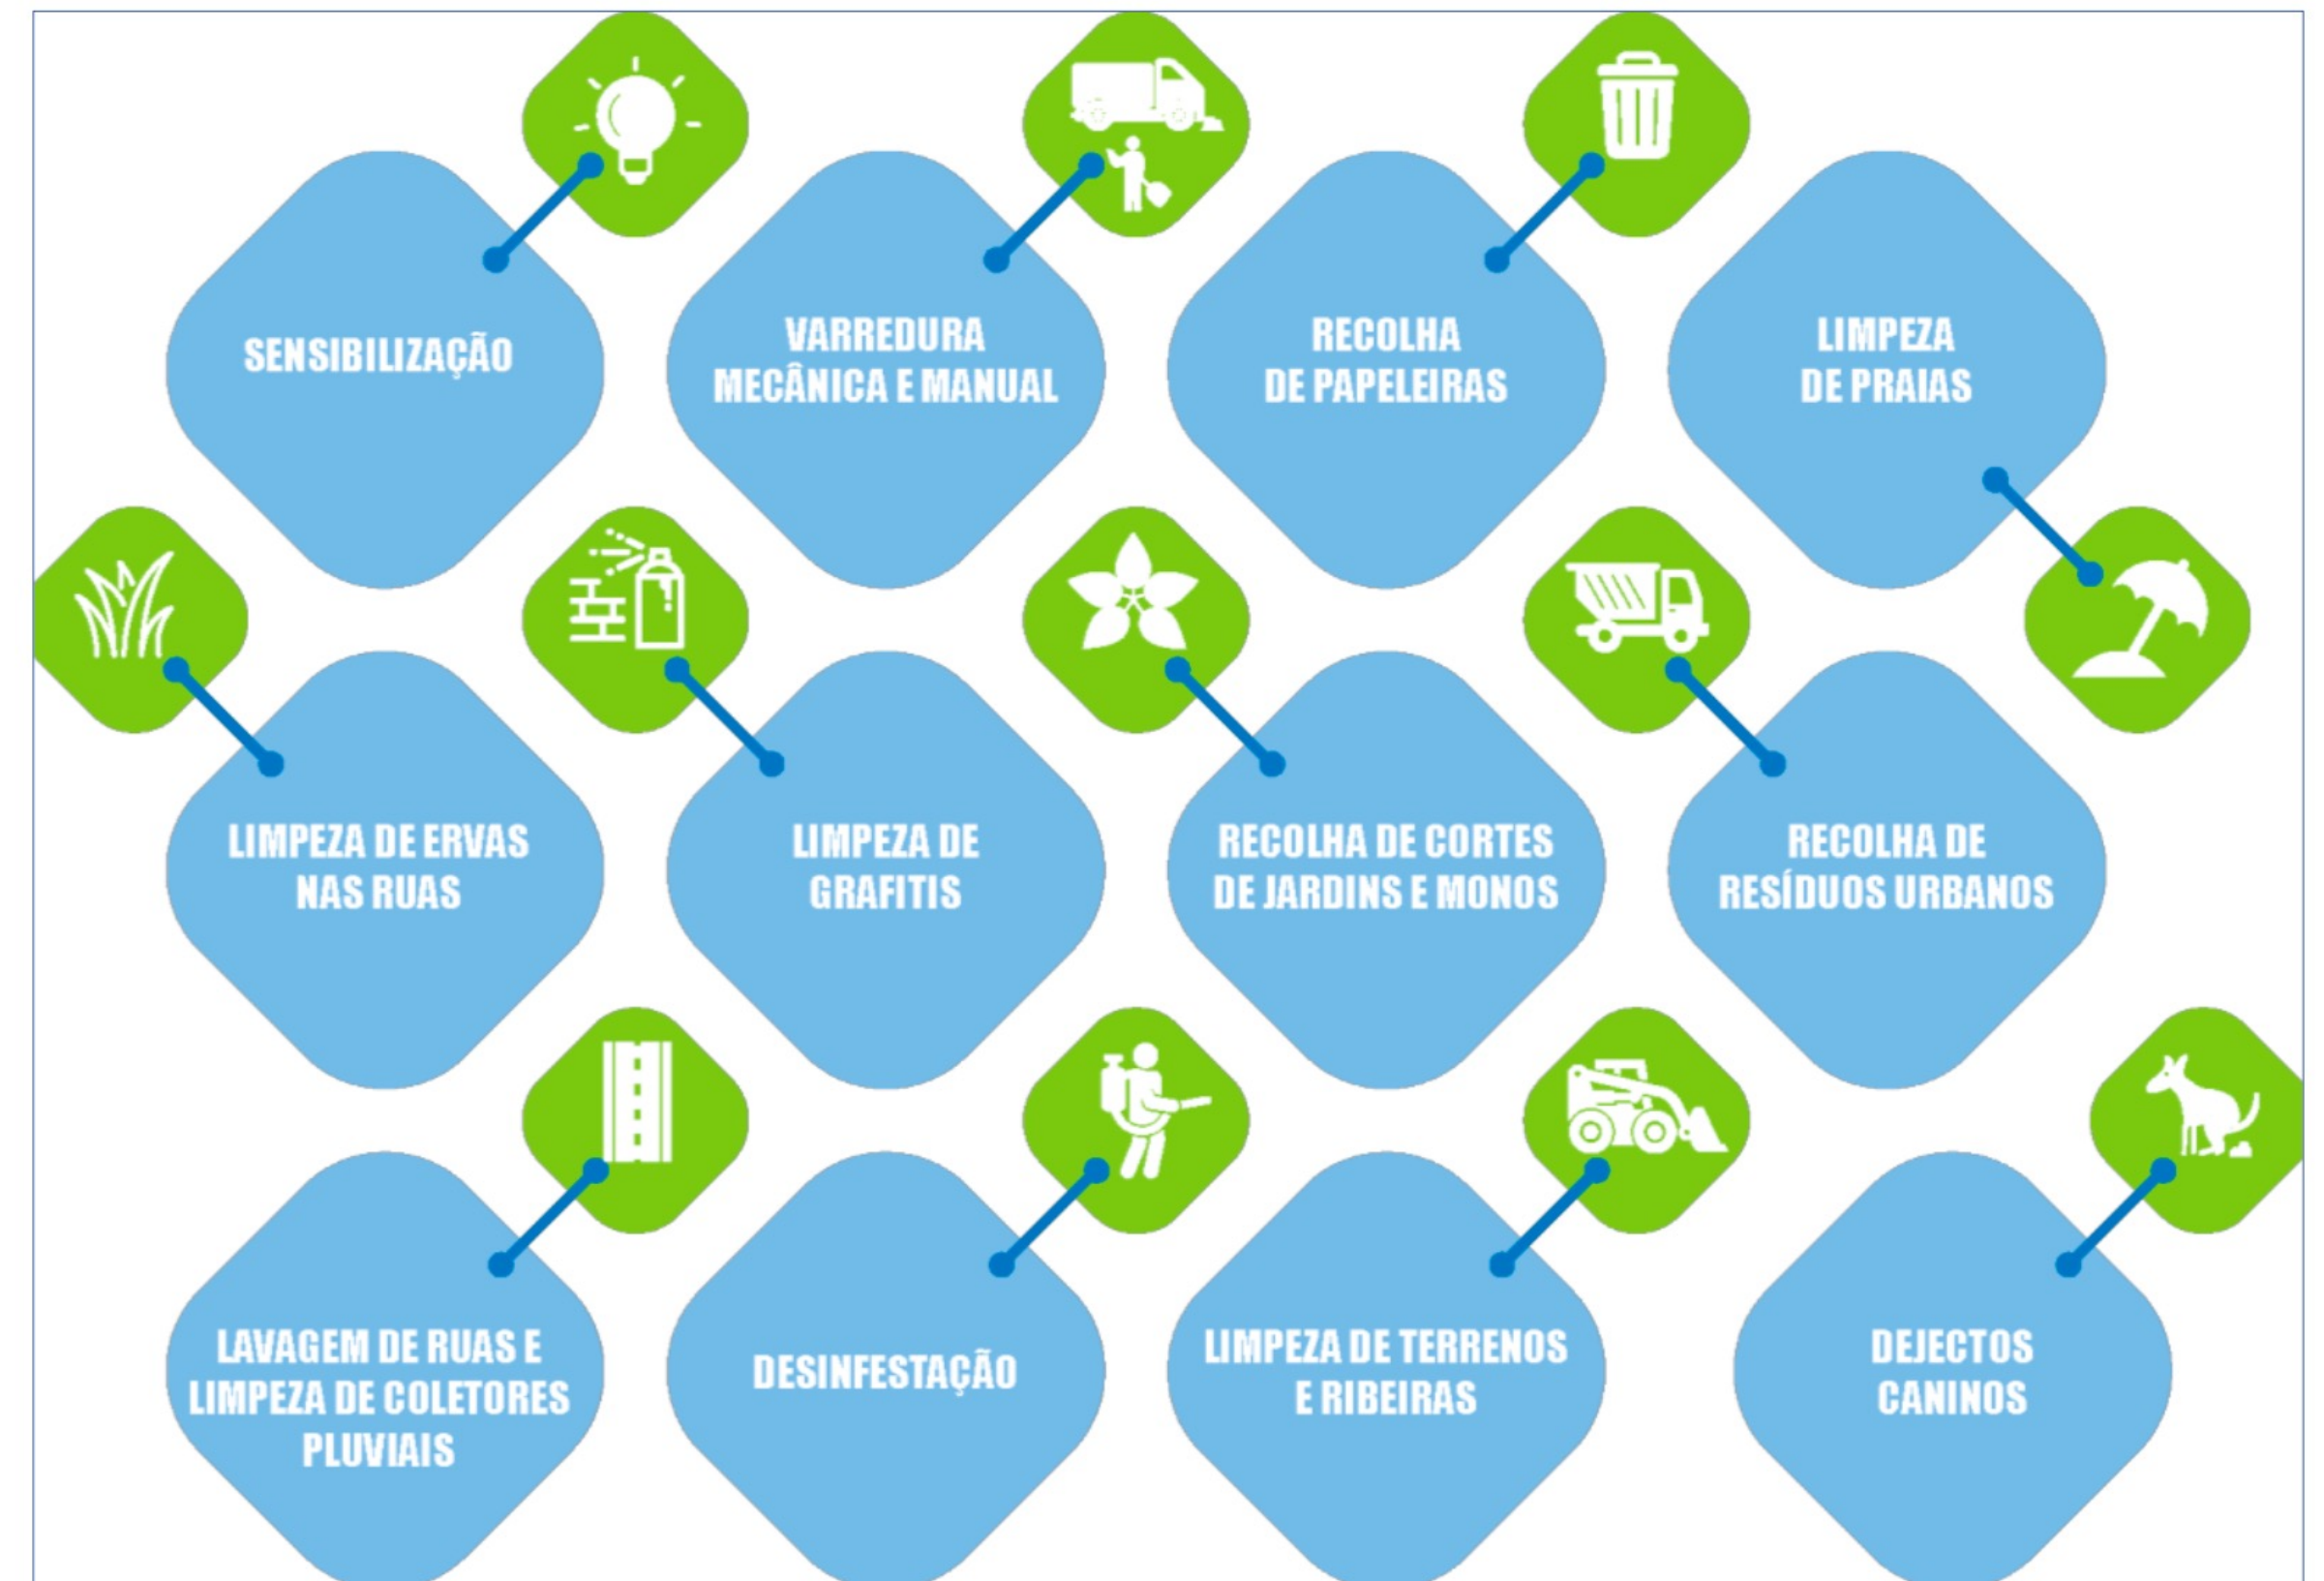 SENSIBILIZAÇÃO
VARREDURA
MECÂNICA E MANUAL
RECOLHA
DE PAPELEIRAS
LIMPEZA
DE PRAIAS
LIMPEZA DE ERVAS
NAS RUAS
LIMPEZA DE
GRAFITIS
RECOLHA DE CORTES
DE JARDINS E MONOS
RECOLHA DE
RESÍDUOS URBANOS
LAVAGEM DE RUAS E
LIMPEZA DE COLETORES
PLUVIAIS
DESINFESTAÇÃO
LIMPEZA DE TERRENOS
E RIBEIRAS
DEJECTOS
CANINOS